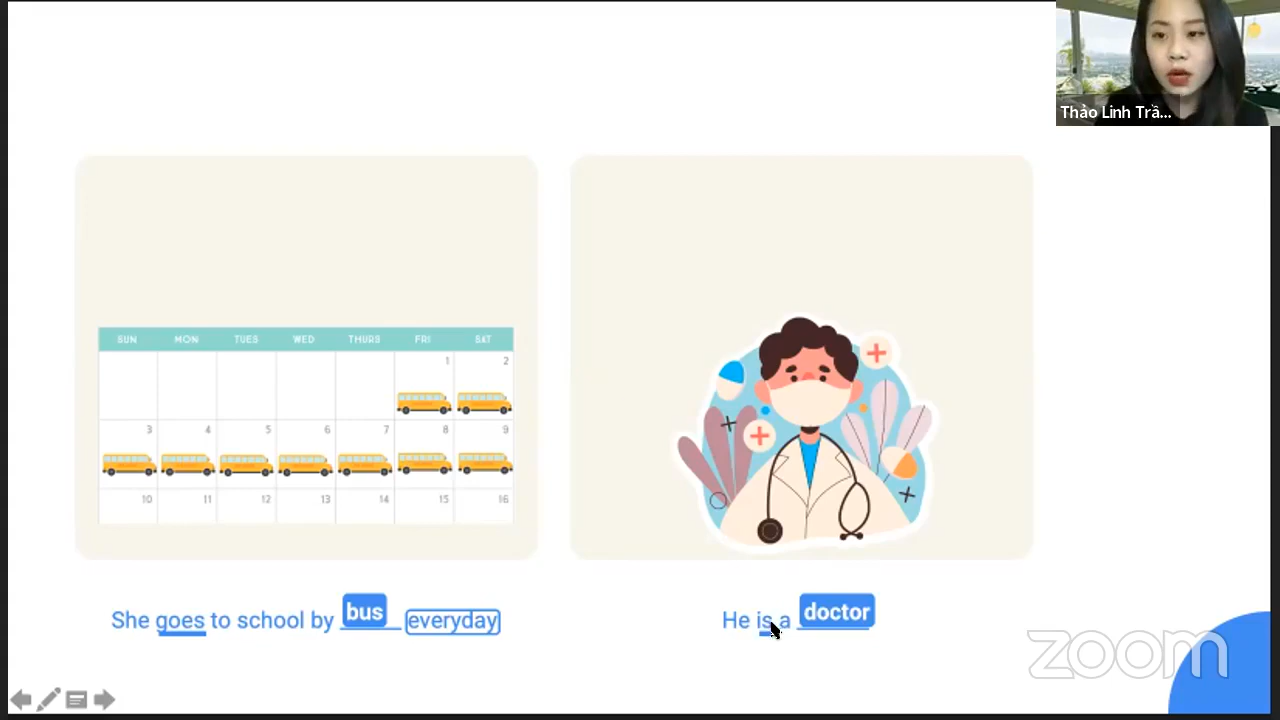 Thảo Linh Trầ...
SUN MON TUES WED THURS FRI SAT
1 2
3 4 5 6 7 8 9
10 11 12 13 14 15 16
She goes to school by bus everyday
He is a doctor
zoom